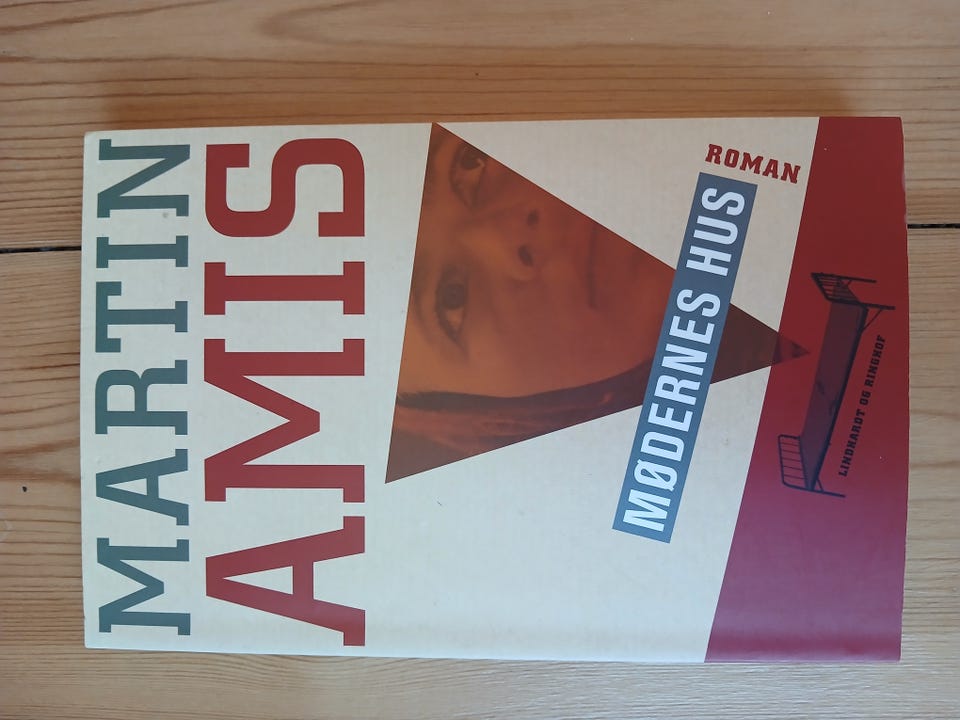 MARTIN
AMIS
ROMAN
MØDERNES HUS
LINDHARDT OG RINGHOF